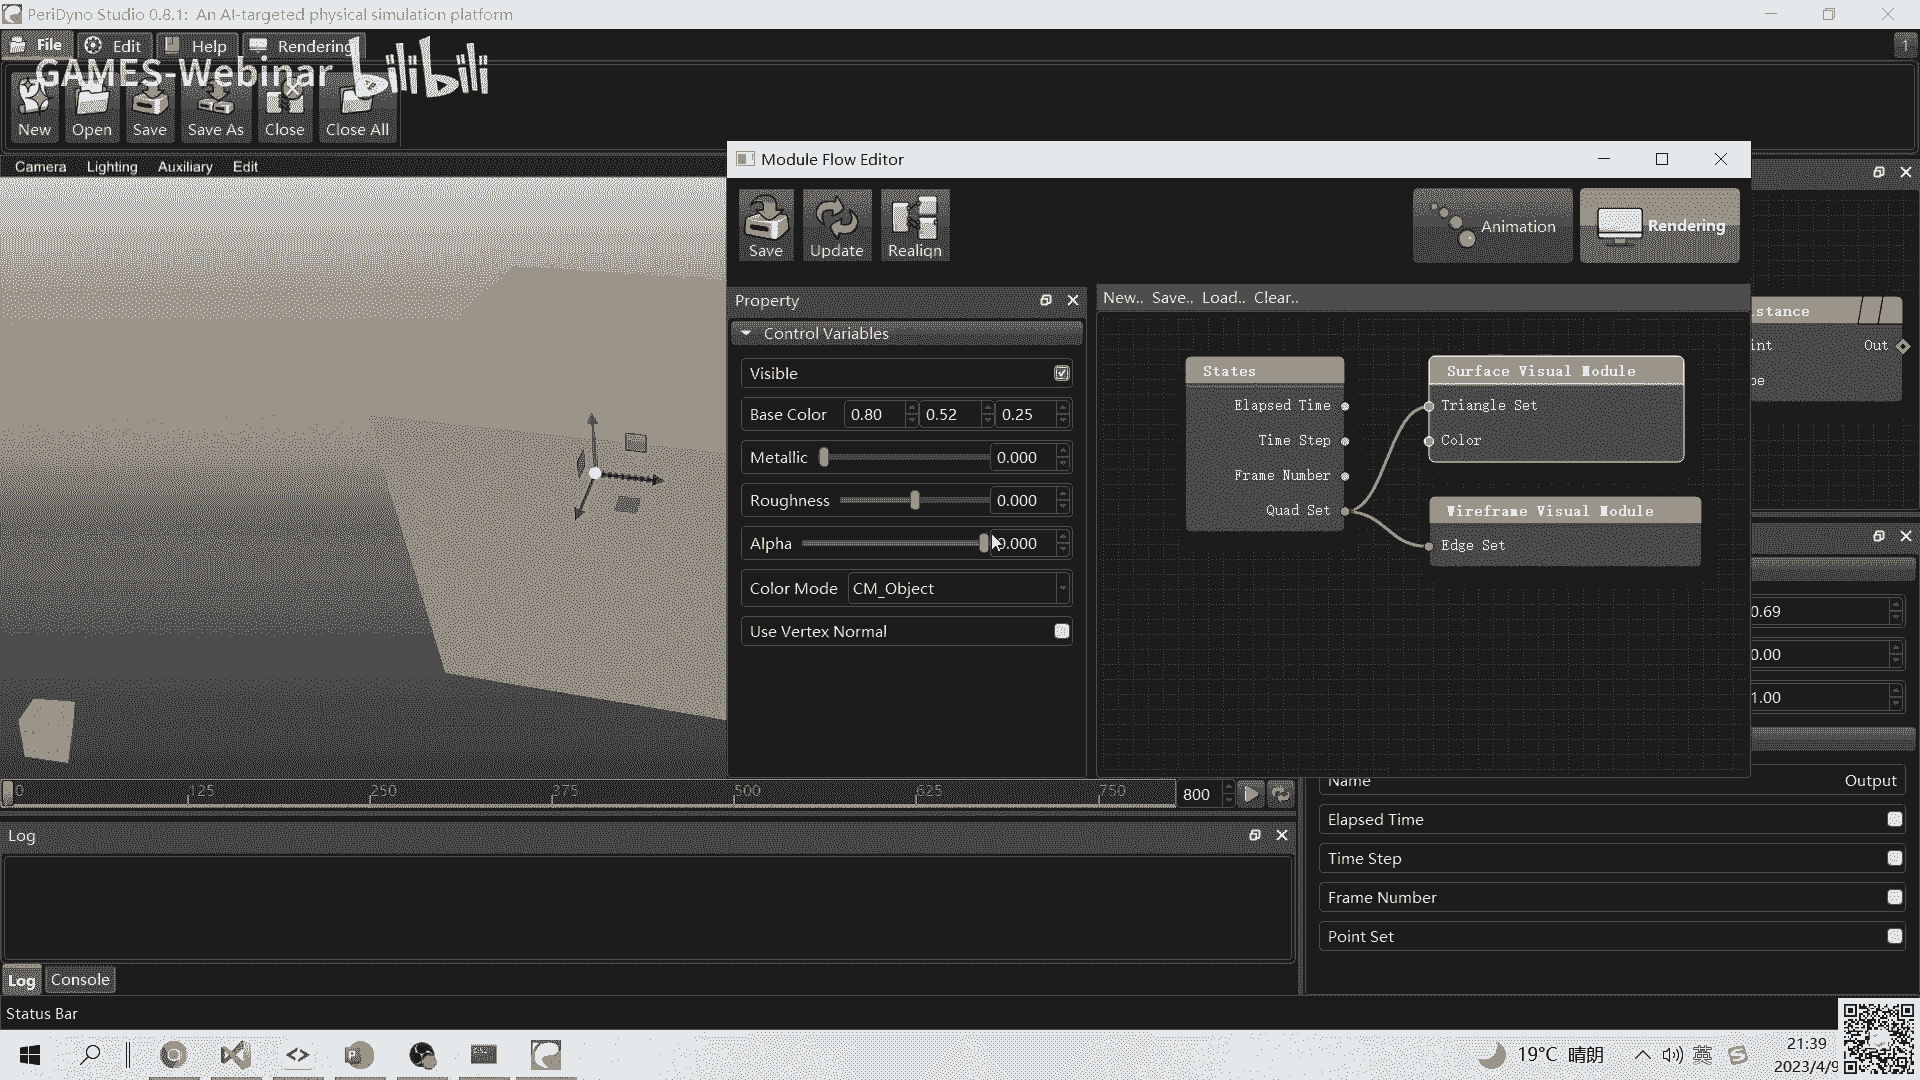 PeriDyno Studio 0.8.1: An AI-targeted physical simulation platform
File Edit Help Rendering 1
GAMES-Webinar bilibili
New Open Save Save As Close Close All
Camera Lighting Auxiliary Edit
Module Flow Editor
Save Update Realign
Animation Rendering
Property
New.. Save.. Load.. Clear..
Control Variables
Visible
Base Color 0.80 0.52 0.25
Metallic 0.000
Roughness 0.000
Alpha 0.000
Color Mode CM_Object
Use Vertex Normal
States
Elapsed Time
Time Step
Frame Number
Quad Set
Surface Visual Module
Triangle Set
Color
Wireframe Visual Module
Edge Set
stance
int Out
pe
0.69
0.00
1.00
0 125 250 375 500 625 750 800
Name Output
Elapsed Time
Time Step
Frame Number
Point Set
Log
Log Console
Status Bar
19°C 晴朗 英
21:39
2023/4/9